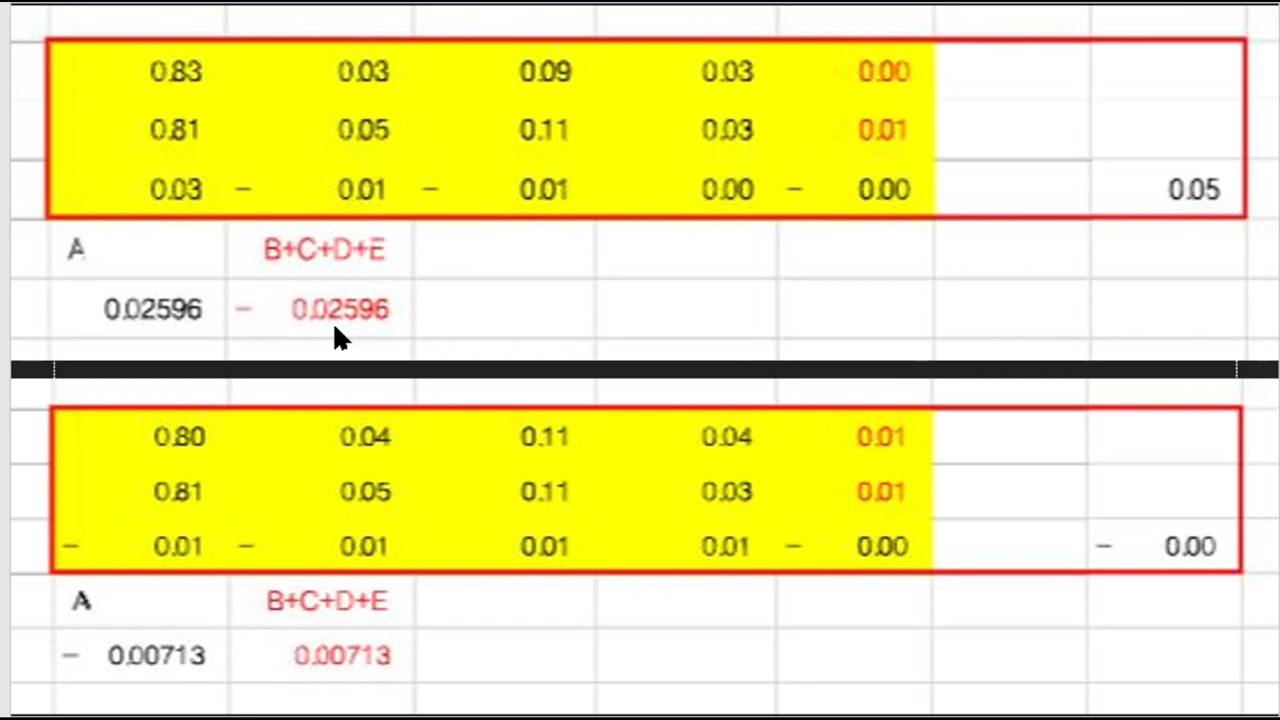 0.83 0.03 0.09 0.03 0.00
0.81 0.05 0.11 0.03 0.01
0.03 – 0.01 – 0.01 0.00 – 0.00 0.05
A B+C+D+E
0.02596 – 0.02596
0.80 0.04 0.11 0.04 0.01
0.81 0.05 0.11 0.03 0.01
– 0.01 – 0.01 0.01 0.01 – 0.00 – 0.00
A B+C+D+E
– 0.00713 0.00713